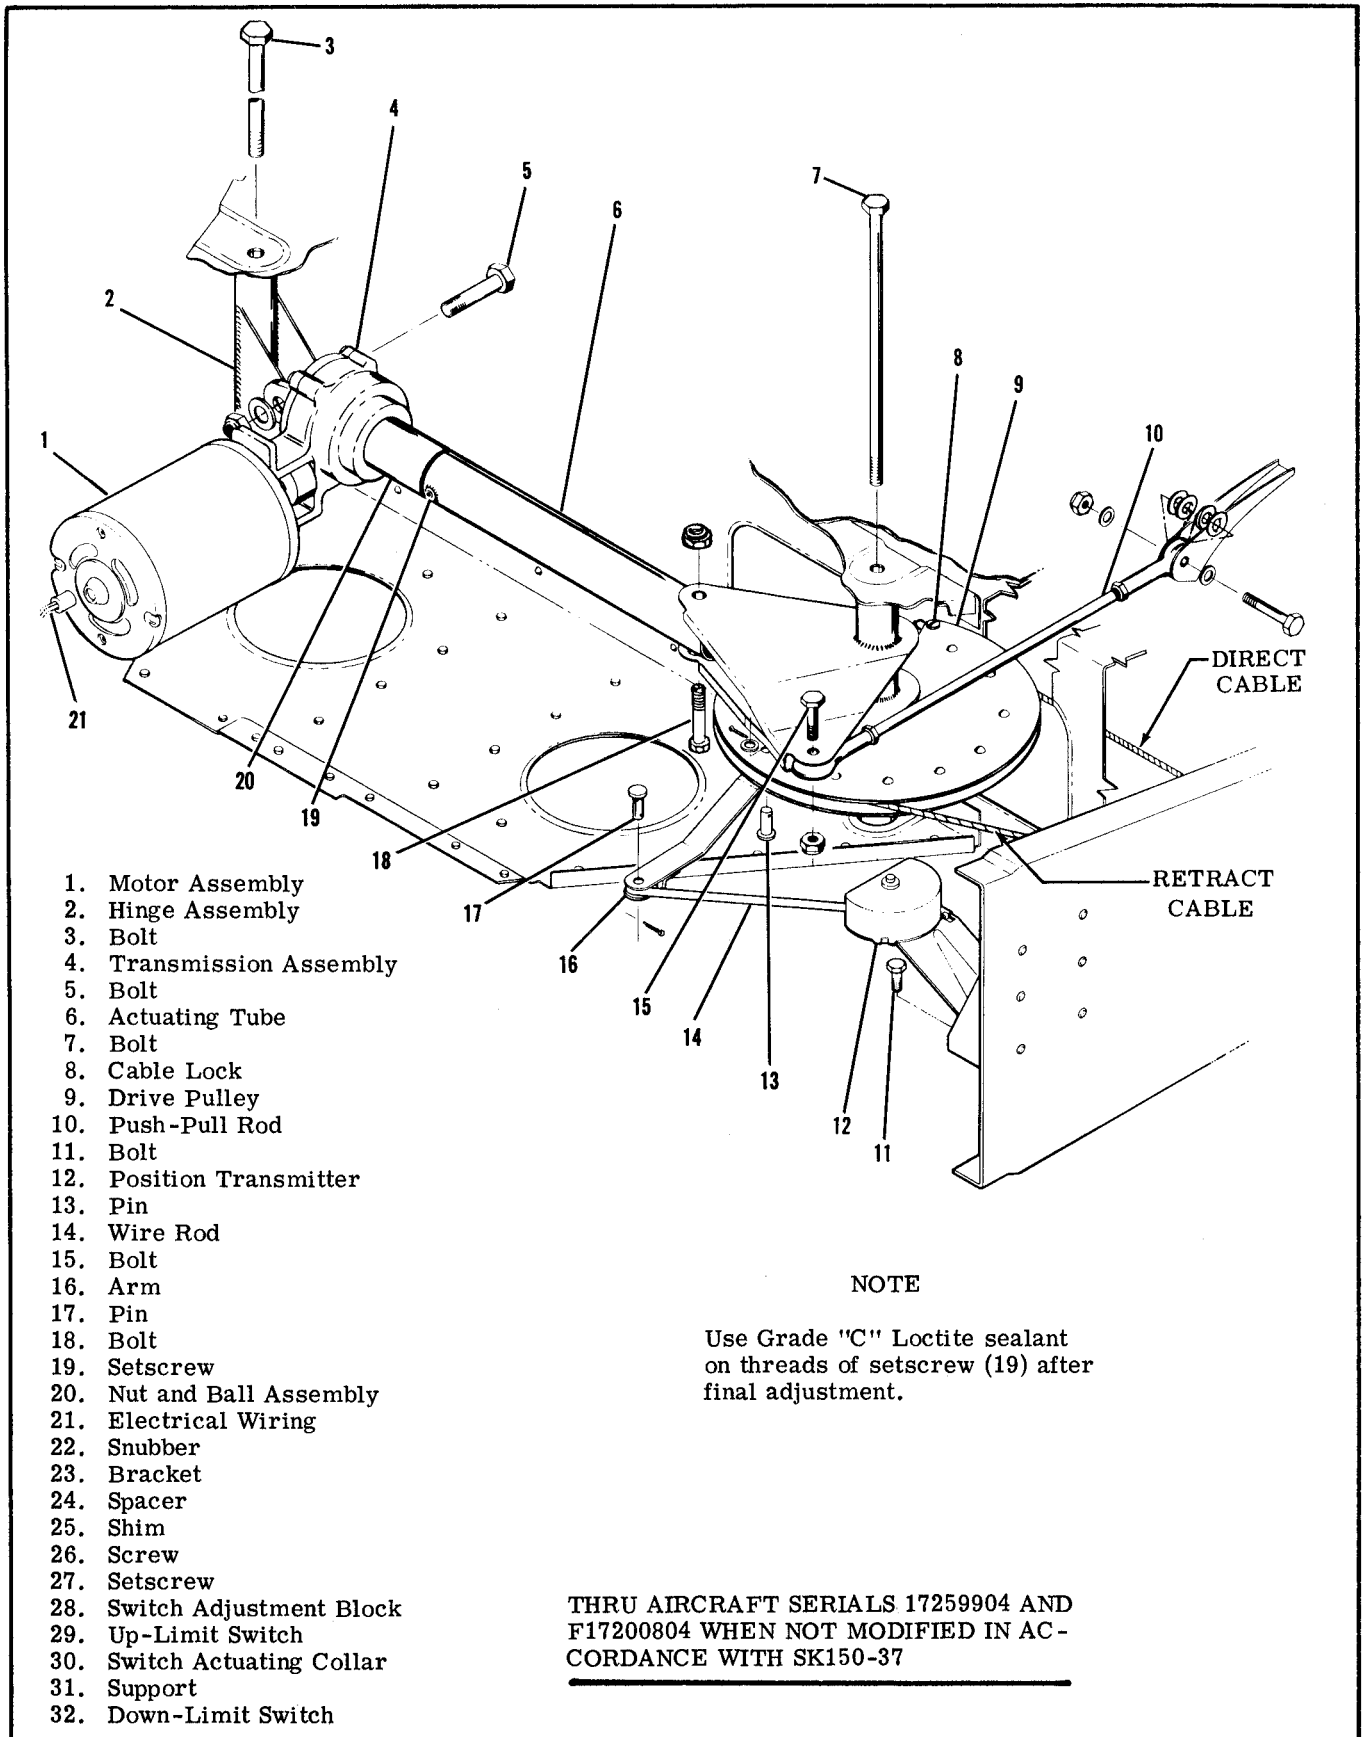 3
4
5
7
6
2
8
9
1
10
DIRECT
CABLE
21
20
19
18
RETRACT
CABLE
17
16
15
14
13
12
11
1. Motor Assembly
2. Hinge Assembly
3. Bolt
4. Transmission Assembly
5. Bolt
6. Actuating Tube
7. Bolt
8. Cable Lock
9. Drive Pulley
10. Push-Pull Rod
11. Bolt
12. Position Transmitter
13. Pin
14. Wire Rod
15. Bolt
16. Arm
17. Pin
18. Bolt
19. Setscrew
20. Nut and Ball Assembly
21. Electrical Wiring
22. Snubber
23. Bracket
24. Spacer
25. Shim
26. Screw
27. Setscrew
28. Switch Adjustment Block
29. Up-Limit Switch
30. Switch Actuating Collar
31. Support
32. Down-Limit Switch
NOTE
Use Grade "C" Loctite sealant
on threads of setscrew (19) after
final adjustment.
THRU AIRCRAFT SERIALS 17259904 AND
F17200804 WHEN NOT MODIFIED IN AC-
CORDANCE WITH SK150-37